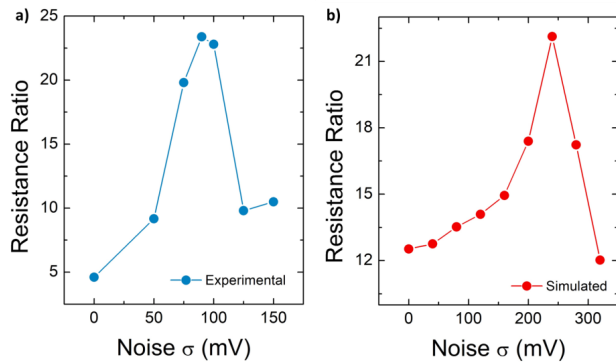 a)
25
20
15
10
5
Resistance Ratio
Experimental
0
50
100
150
Noise σ (mV)
b)
21
18
15
12
Resistance Ratio
Simulated
0
100
200
300
Noise σ (mV)